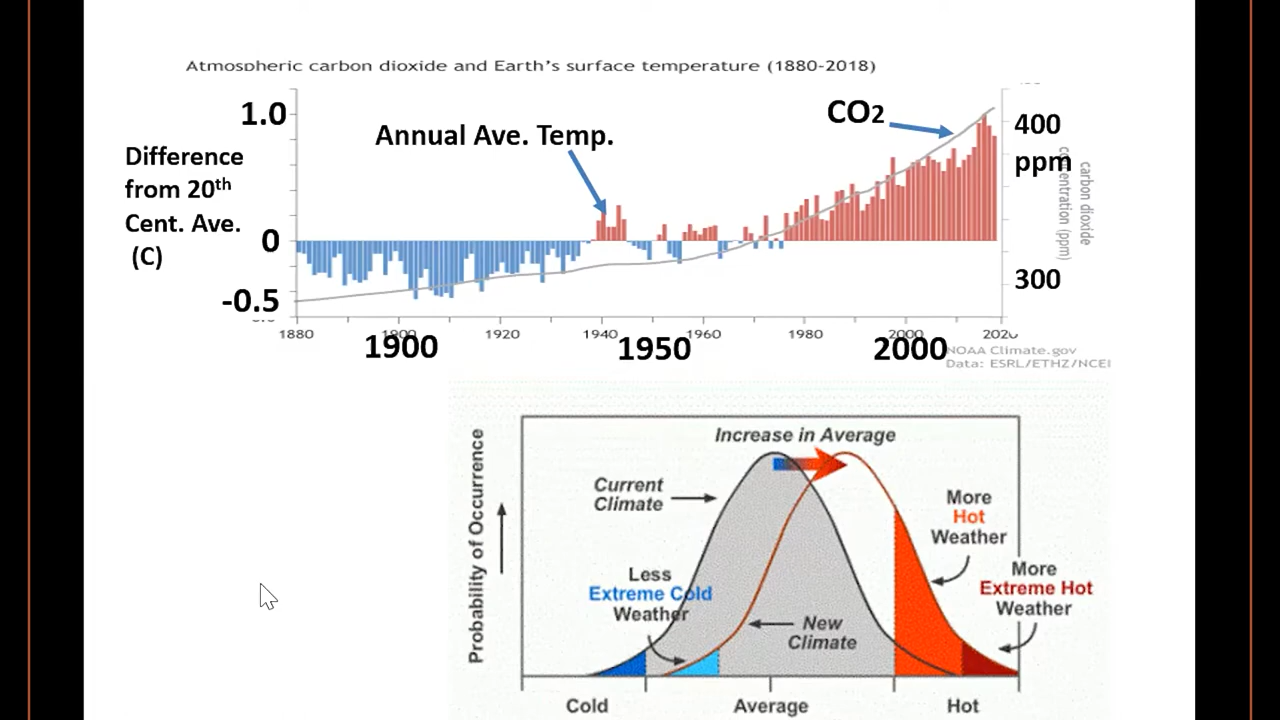 Atmospheric carbon dioxide and Earth's surface temperature (1880-2018)
1.0
CO2
400
ppm
Annual Ave. Temp.
Difference
from 20th
Cent. Ave.
(C)
0
-0.5
300
carbon dioxide
concentration (ppm)
1880
1900
1920
1940
1960
1980
2000
2020
1900
1950
2000
NOAA Climate.gov
Data: ESRL/ETHZ/NCEI
Increase in Average
Current
Climate
Probability of Occurrence
Less
Extreme Cold
Weather
New
Climate
More
Hot
Weather
More
Extreme Hot
Weather
Cold
Average
Hot